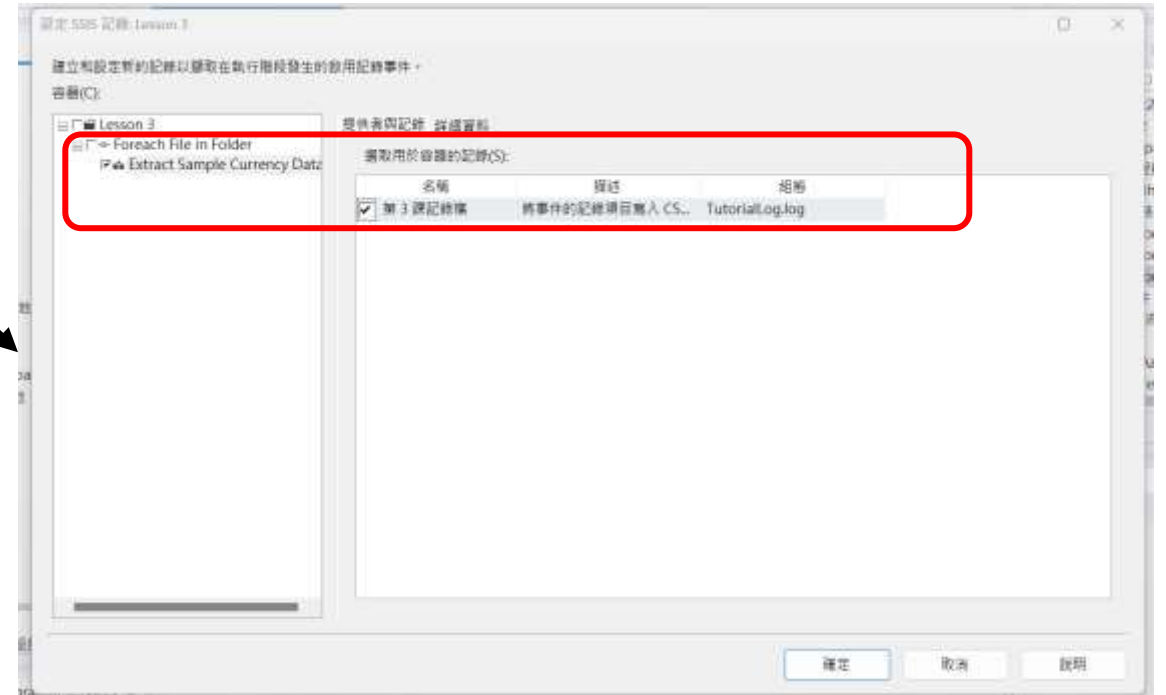 設定 SSIS 記錄: Lesson 3
建立和設定新的記錄以擷取在執行階段發生的啟用記錄事件。
容器(C):
Lesson 3
Foreach File in Folder
Extract Sample Currency Data
提供者與記錄 詳細資料
選取用於容器的記錄(S):
名稱 描述 組態
第 3 課記錄檔 將事件的記錄項目寫入 CS... TutorialLog.log
確定 取消 說明